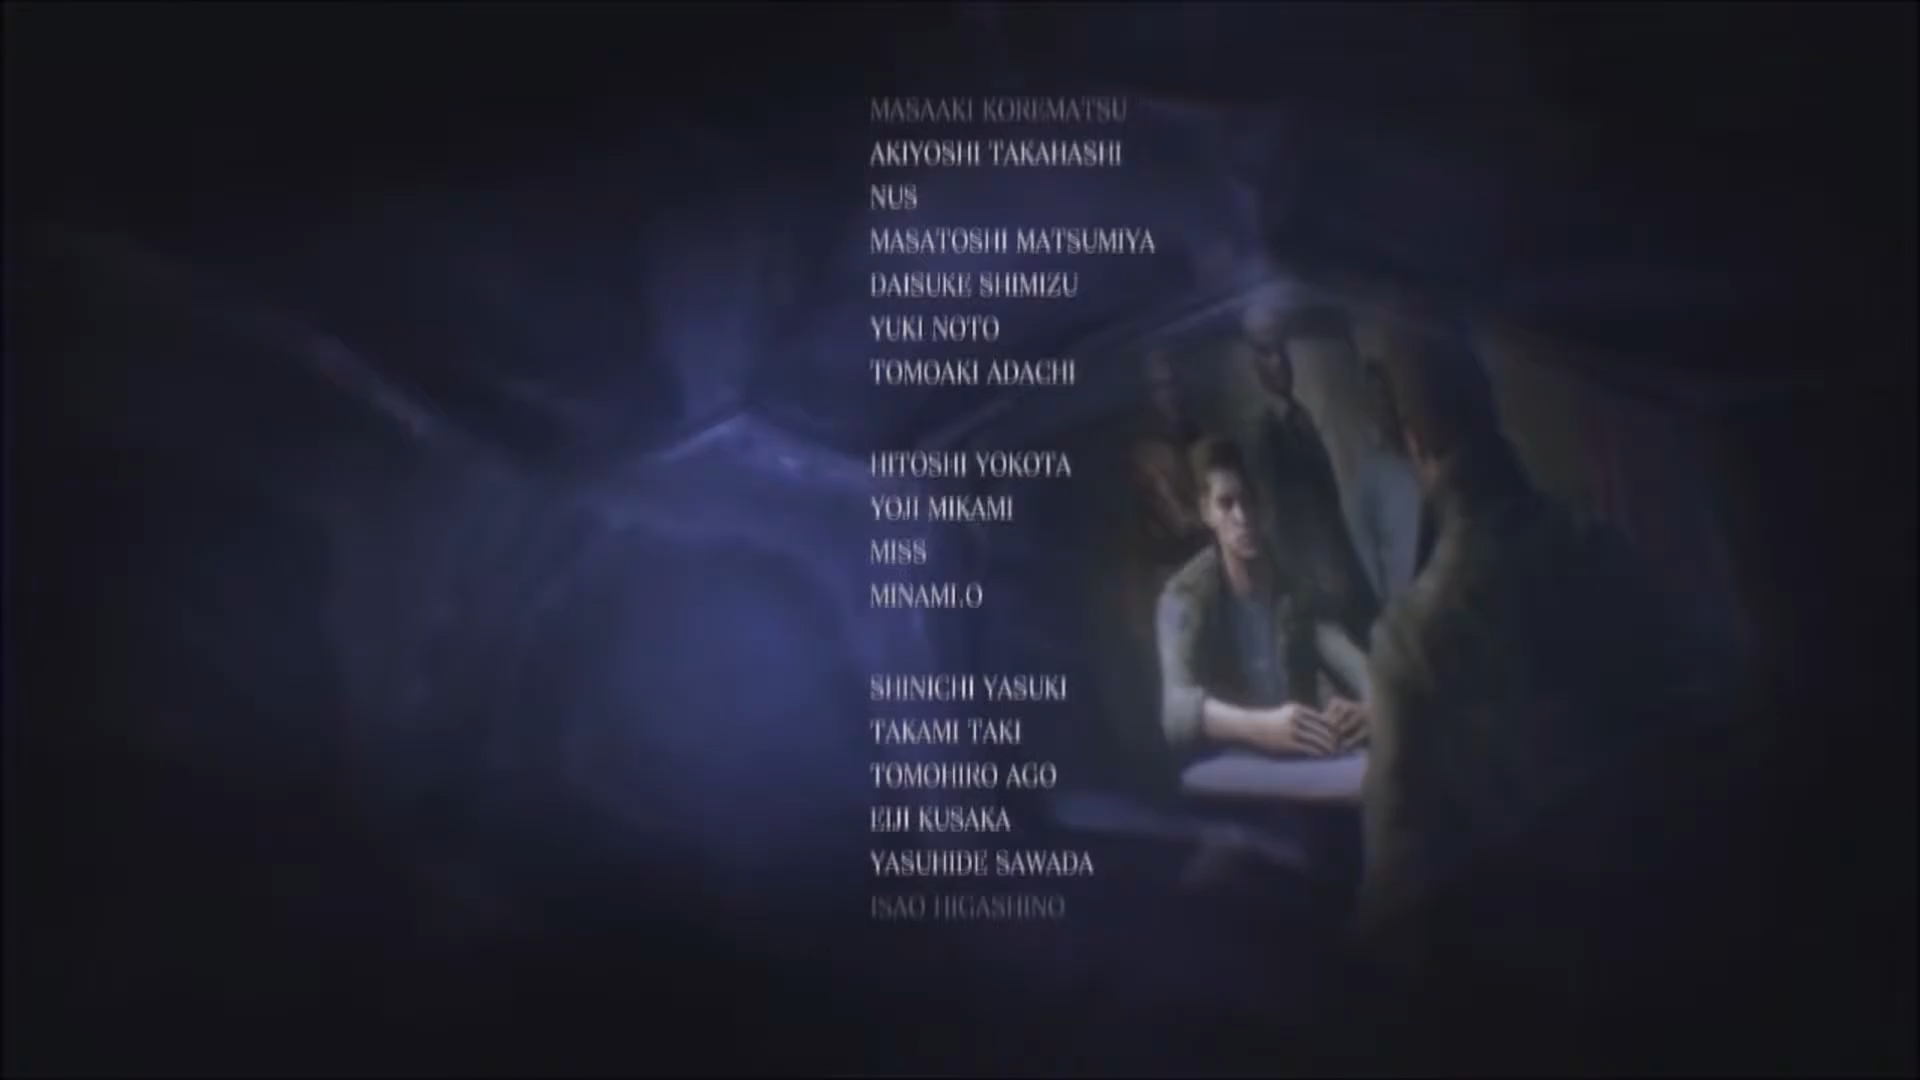 MASAAKI KOREMATSU
AKIYOSHI TAKAHASHI
NUS
MASATOSHI MATSUMIYA
DAISUKE SHIMIZU
YUKI NOTO
TOMOAKI ADACHI
HITOSHI YOKOTA
YOJI MIKAMI
MISS
MINAMI.O
SHINICHI YASUKI
TAKAMI TAKI
TOMOHIRO AGO
EIJI KUSAKA
YASUHIDE SAWADA
ISAO HIGASHINO